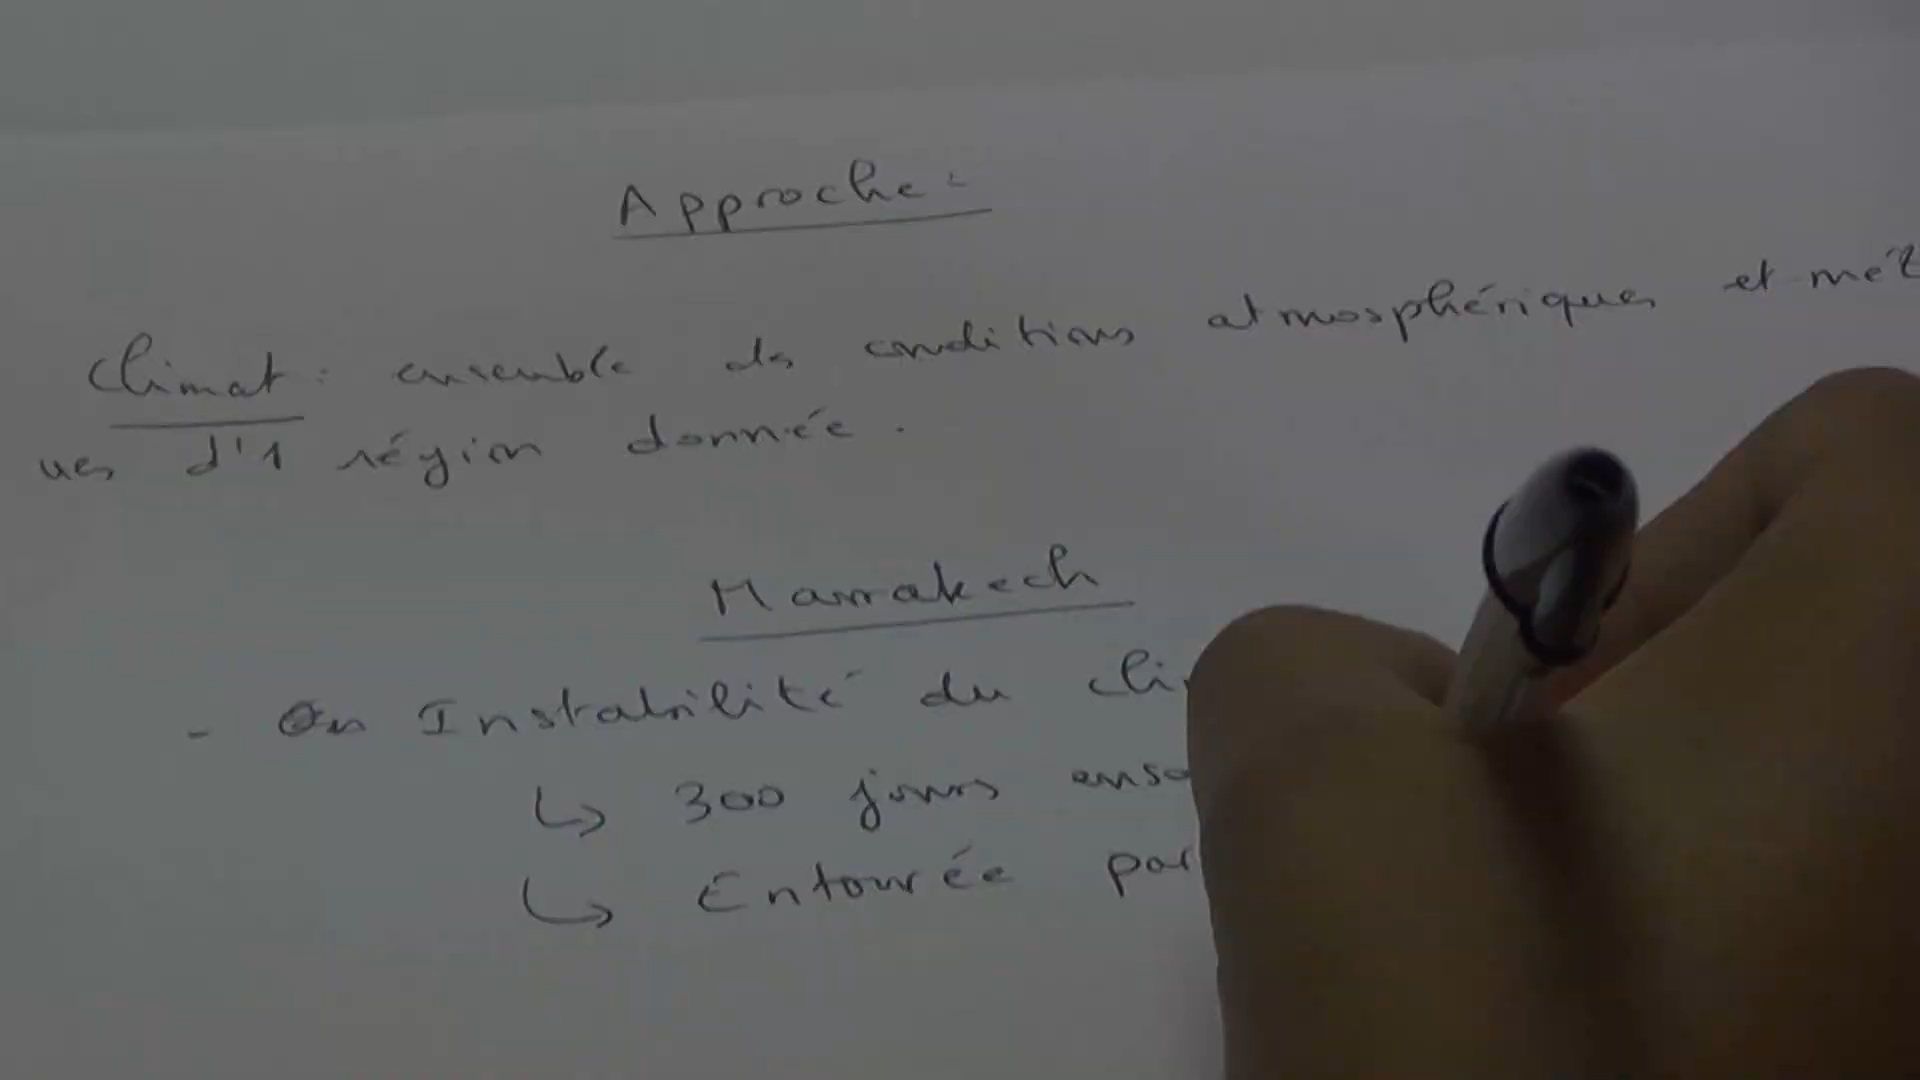 Approche :
Climat : ensemble des conditions atmosphériques et mét
ues d'1 région donnée .
Marrakech
- On Instabilité du cli
↳ 300 jours enso
↳ Entourée par